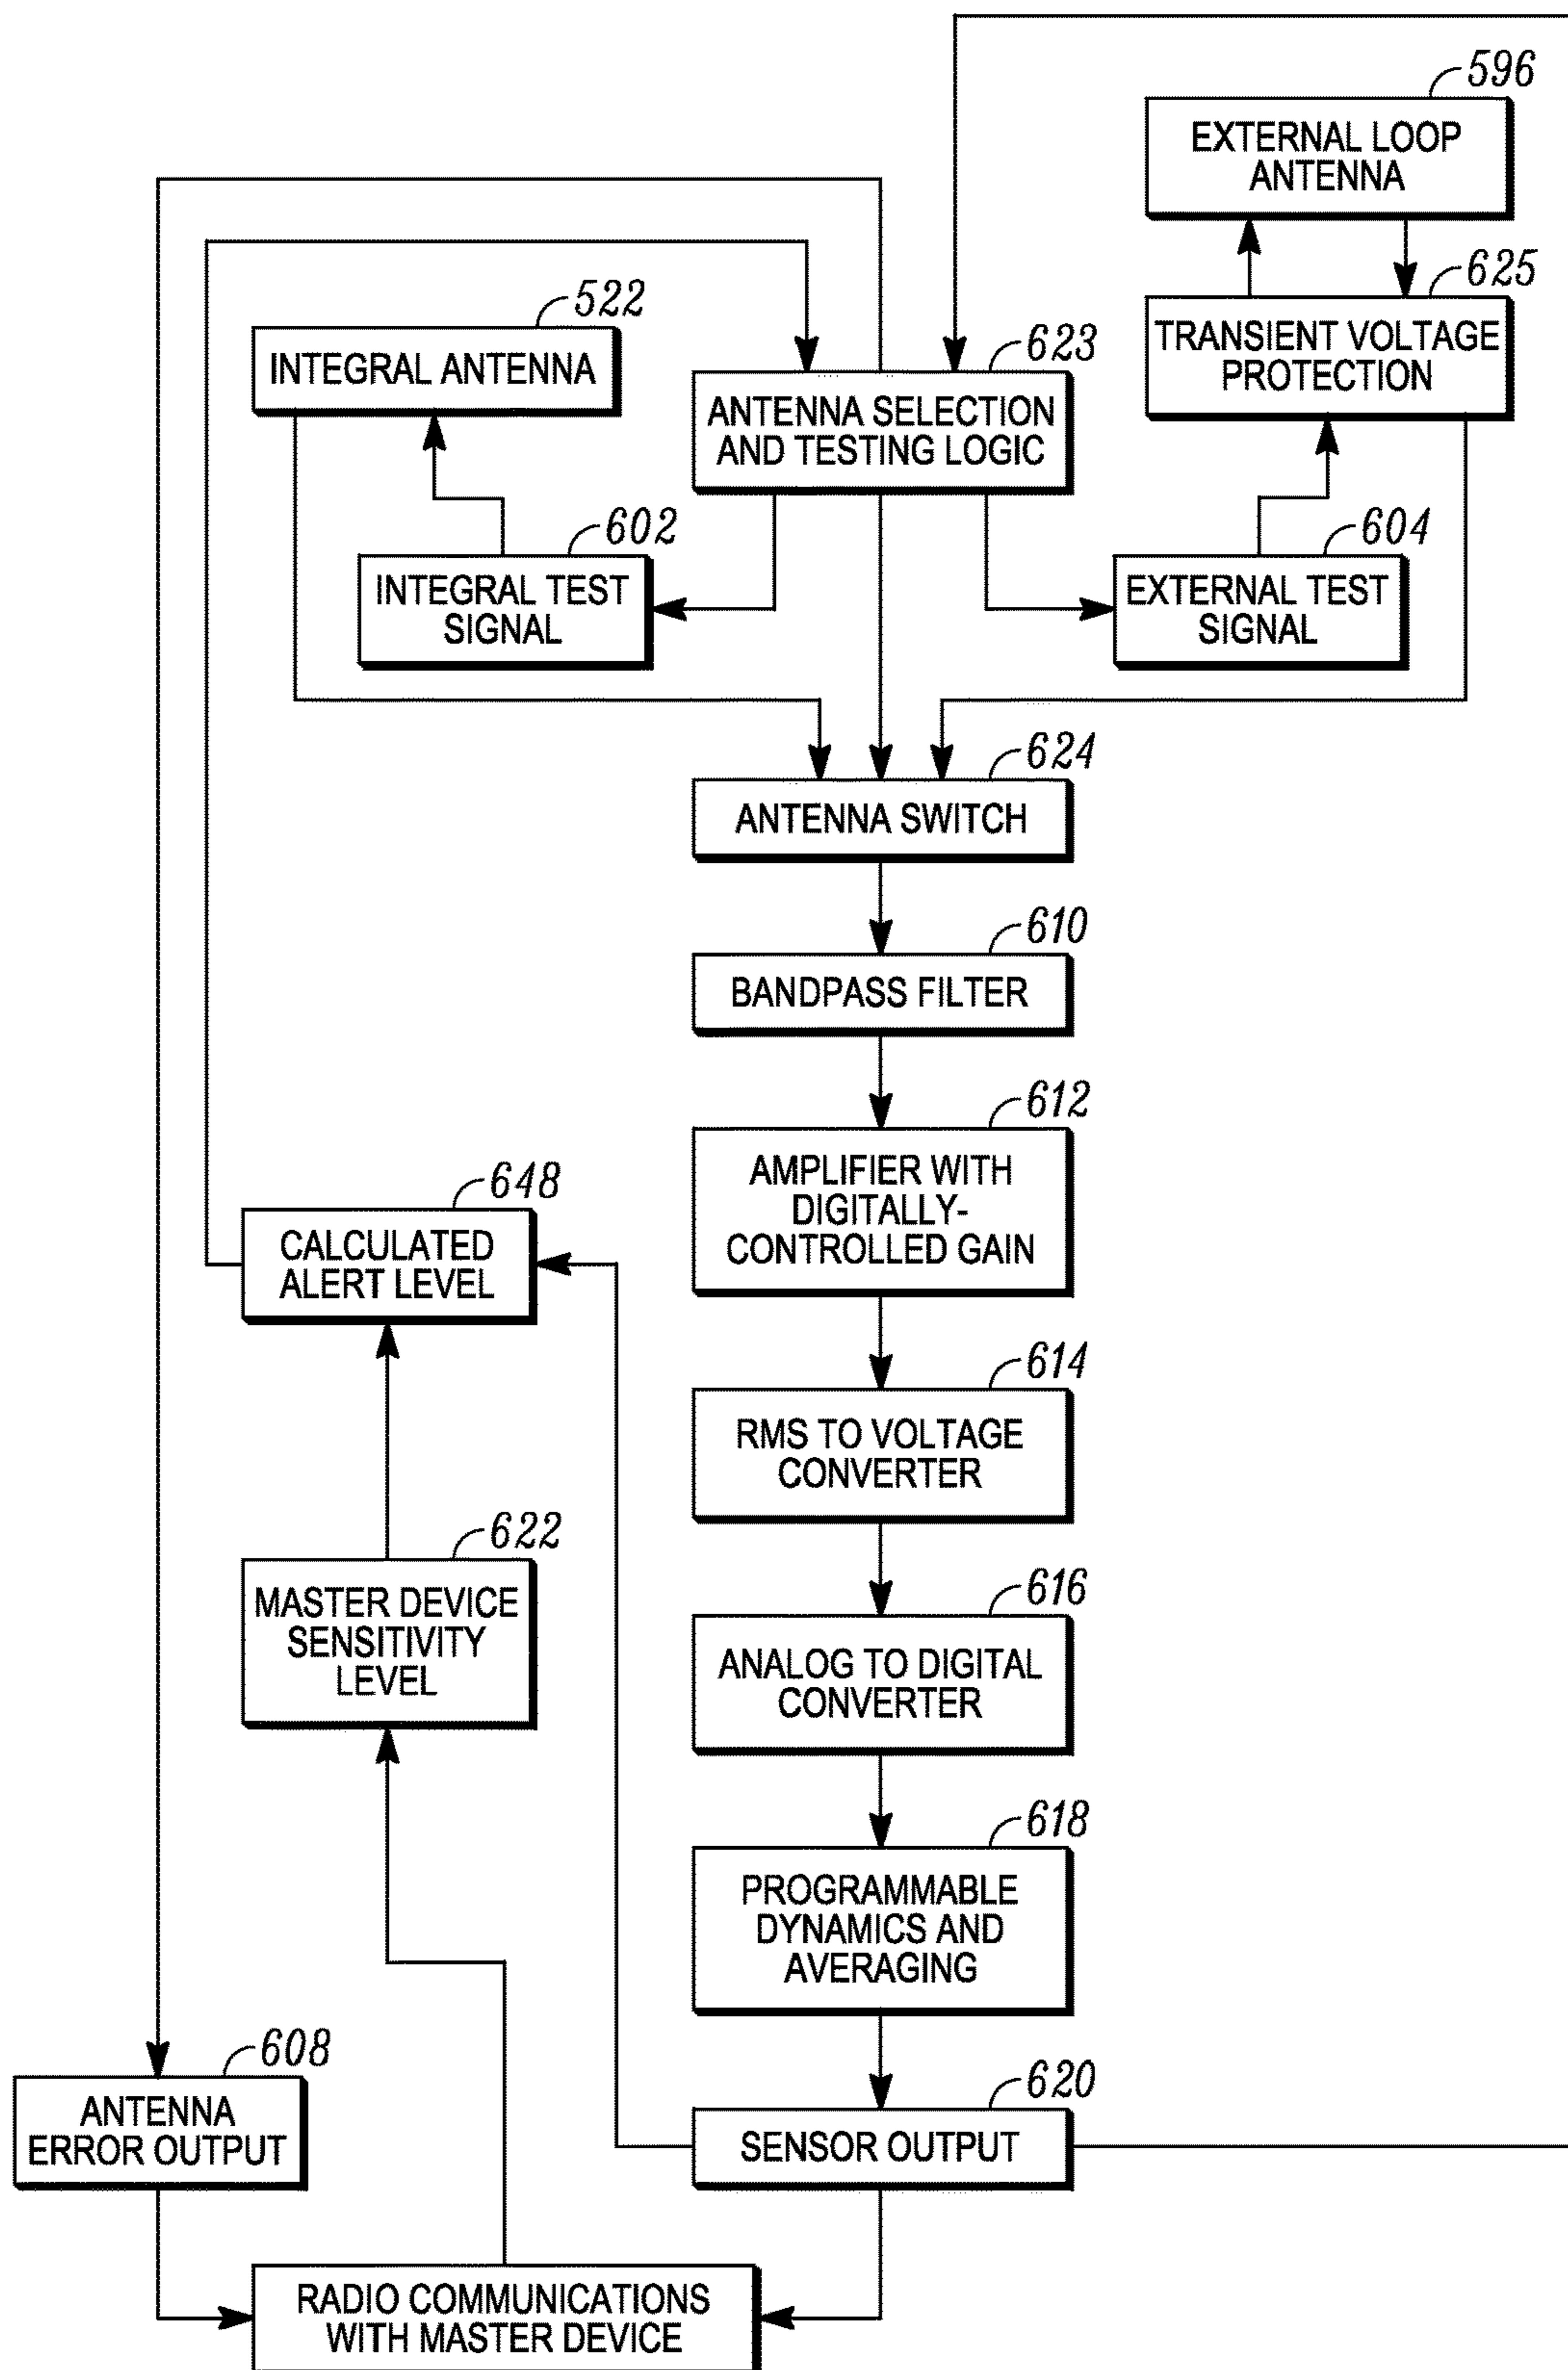 596
EXTERNAL LOOP
ANTENNA
625
TRANSIENT VOLTAGE
PROTECTION
522
INTEGRAL ANTENNA
623
ANTENNA SELECTION
AND TESTING LOGIC
602
INTEGRAL TEST
SIGNAL
604
EXTERNAL TEST
SIGNAL
624
ANTENNA SWITCH
610
BANDPASS FILTER
612
AMPLIFIER WITH
DIGITALLY-
CONTROLLED GAIN
648
CALCULATED
ALERT LEVEL
614
RMS TO VOLTAGE
CONVERTER
622
MASTER DEVICE
SENSITIVITY
LEVEL
616
ANALOG TO DIGITAL
CONVERTER
618
PROGRAMMABLE
DYNAMICS AND
AVERAGING
608
ANTENNA
ERROR OUTPUT
620
SENSOR OUTPUT
RADIO COMMUNICATIONS
WITH MASTER DEVICE